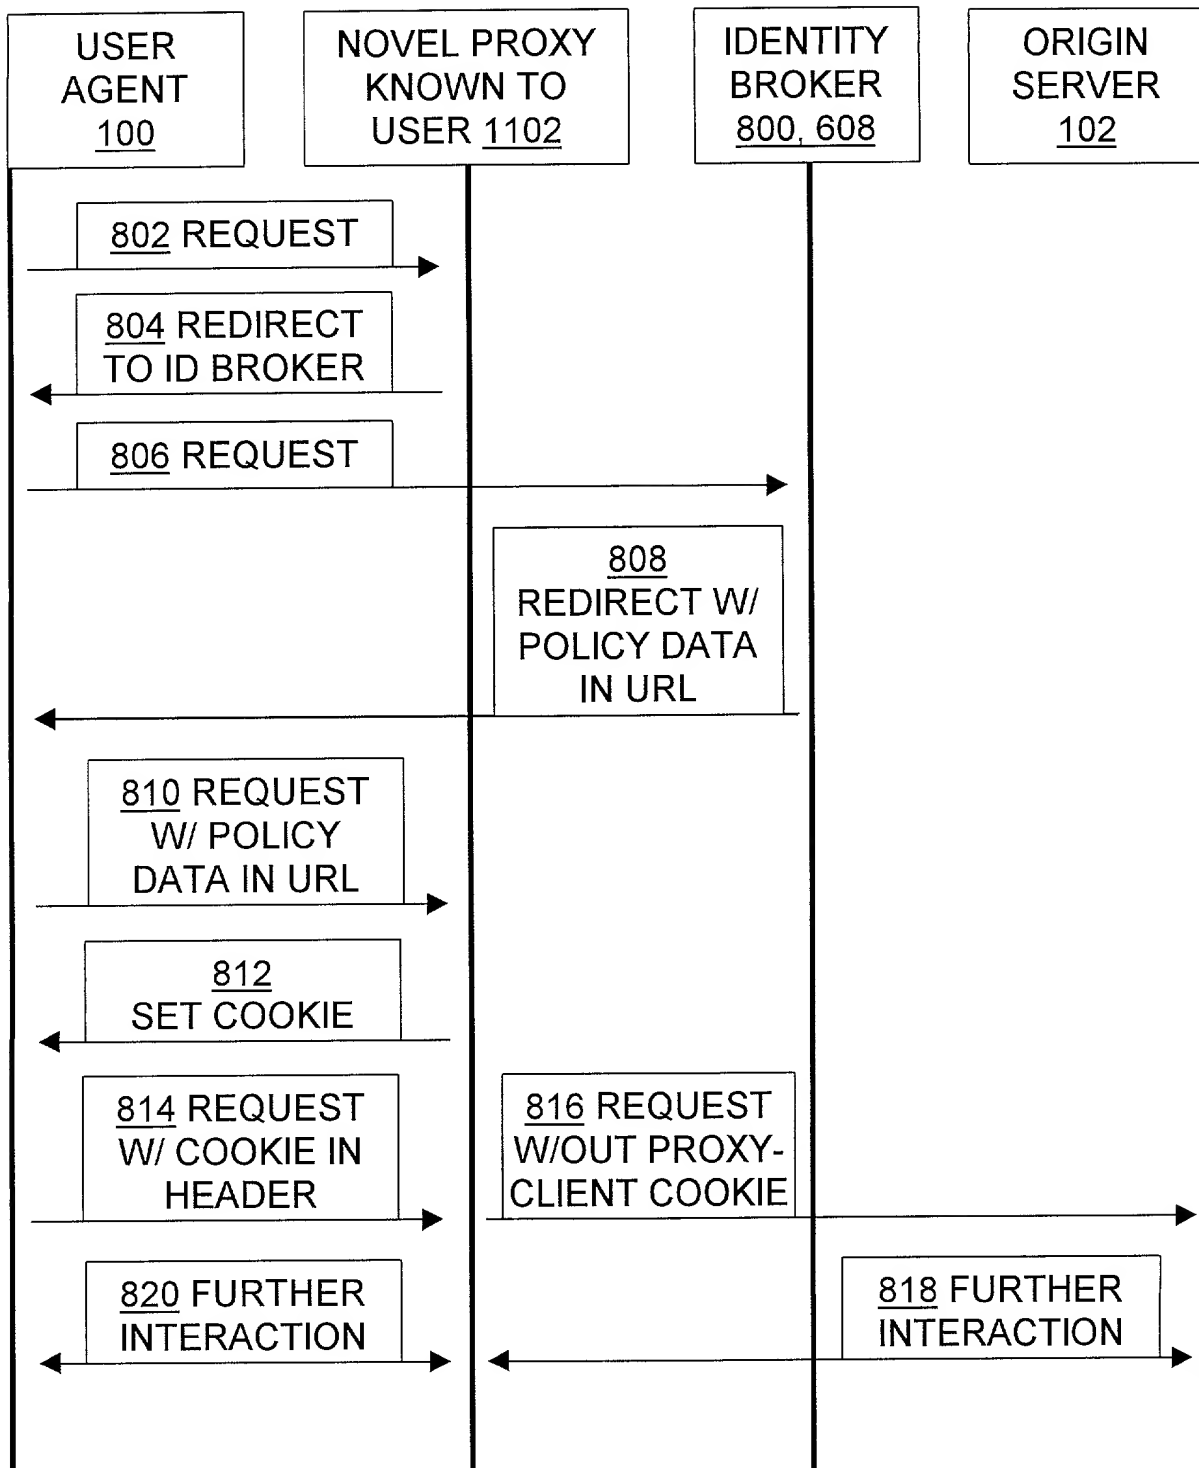 USER
AGENT
100
NOVEL PROXY
KNOWN TO
USER 1102
IDENTITY
BROKER
800, 608
ORIGIN
SERVER
102
802 REQUEST
804 REDIRECT
TO ID BROKER
806 REQUEST
808
REDIRECT W/
POLICY DATA
IN URL
810 REQUEST
W/ POLICY
DATA IN URL
812
SET COOKIE
814 REQUEST
W/ COOKIE IN
HEADER
816 REQUEST
W/OUT PROXY-
CLIENT COOKIE
820 FURTHER
INTERACTION
818 FURTHER
INTERACTION